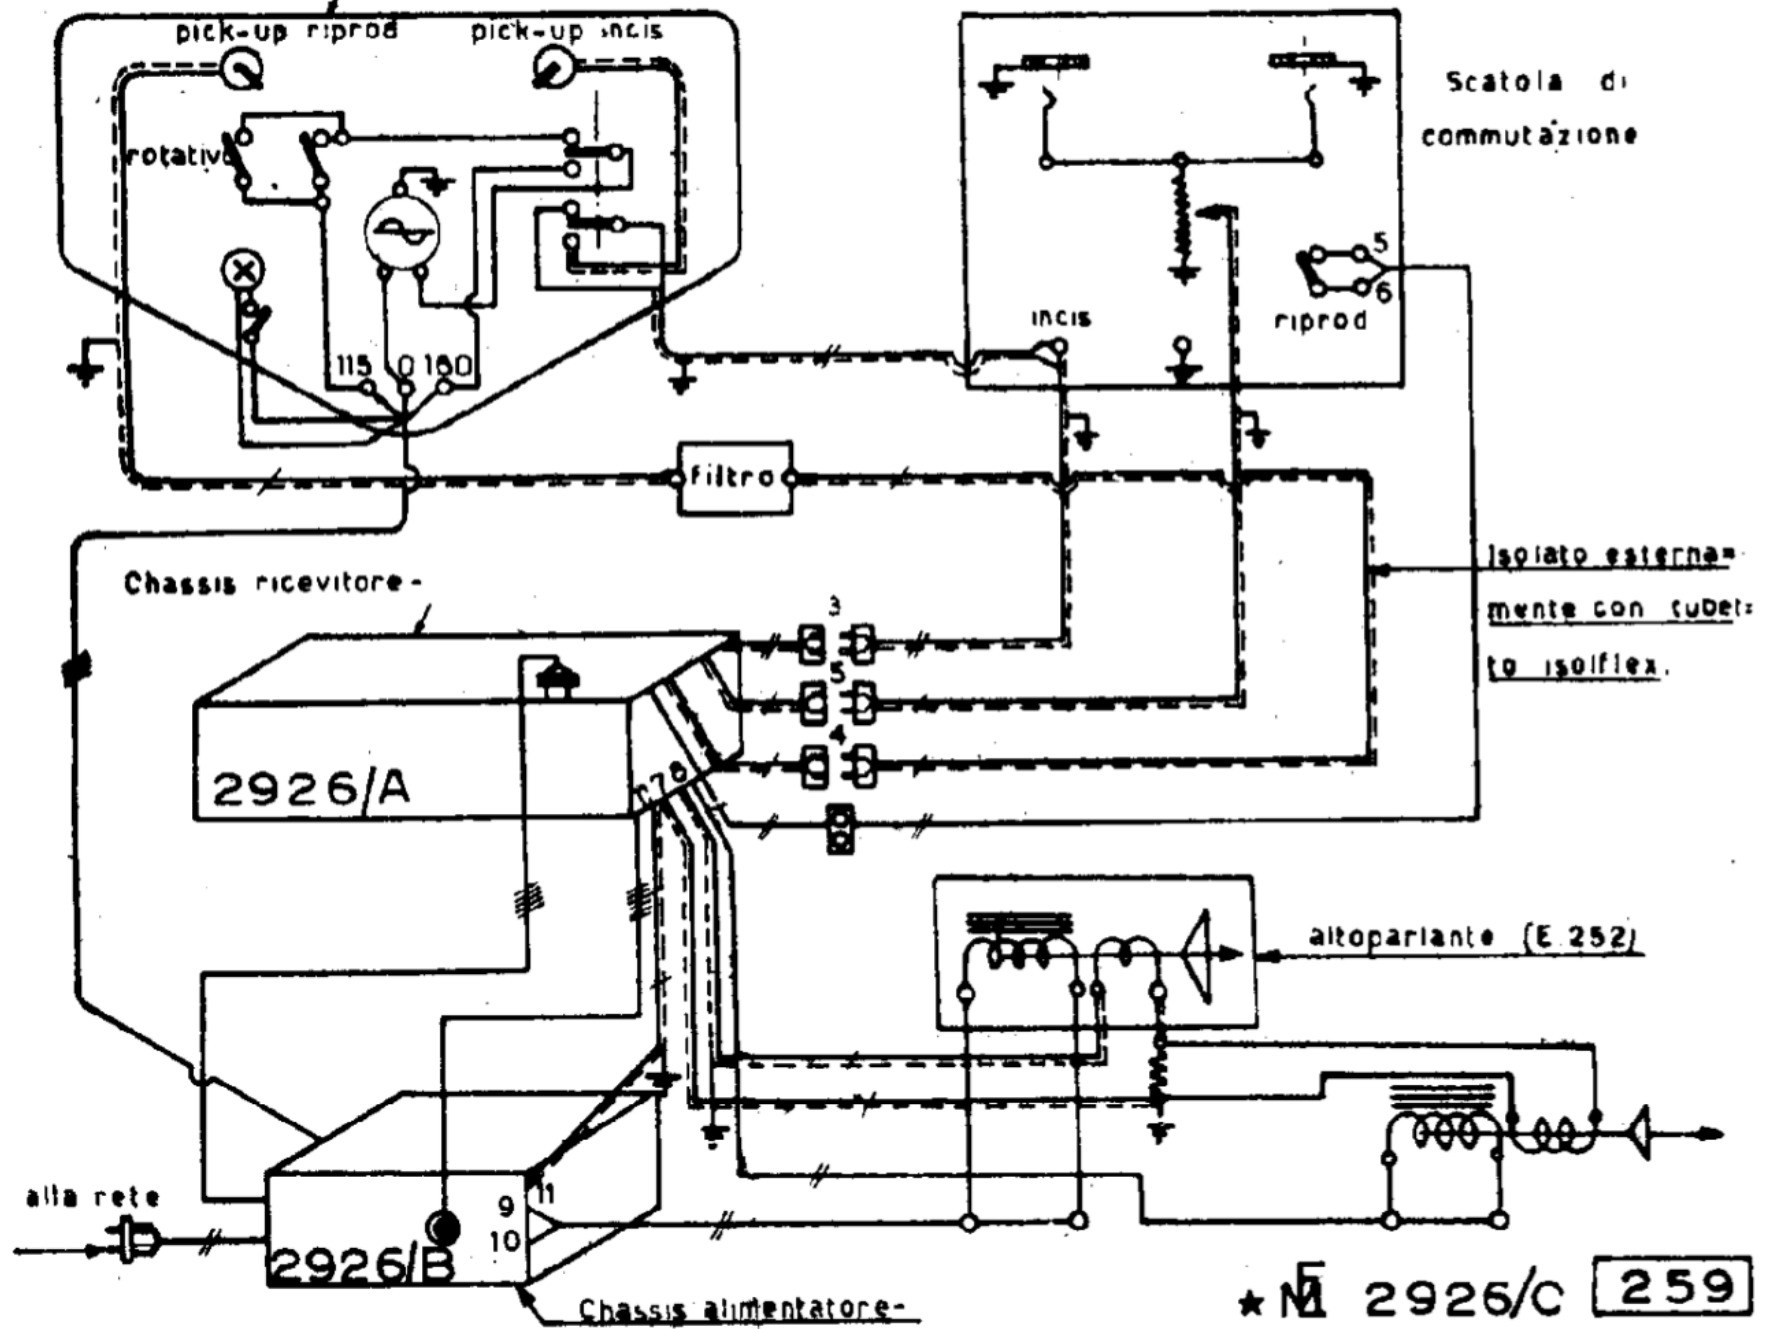 pick-up riprod
pick-up incis
rotativo
115 0 160
Scatola di
commutazione
5
6
riprod
incis
filtro
Isolato esterna=
mente con tubet=
to isolflex.
Chassis ricevitore-
3
5
4
2926/A
7 8
altoparlante (E.252)
alla rete
11
9
10
2926/B
Chassis alimentatore-
2926/C 259